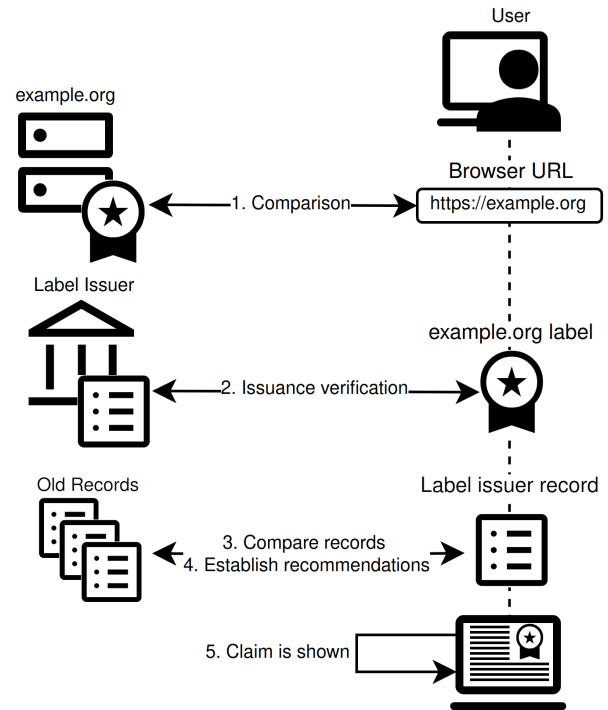 User
example.org
Browser URL
1. Comparison
https://example.org
Label Issuer
example.org label
2. Issuance verification
Old Records
Label issuer record
3. Compare records
4. Establish recommendations
5. Claim is shown